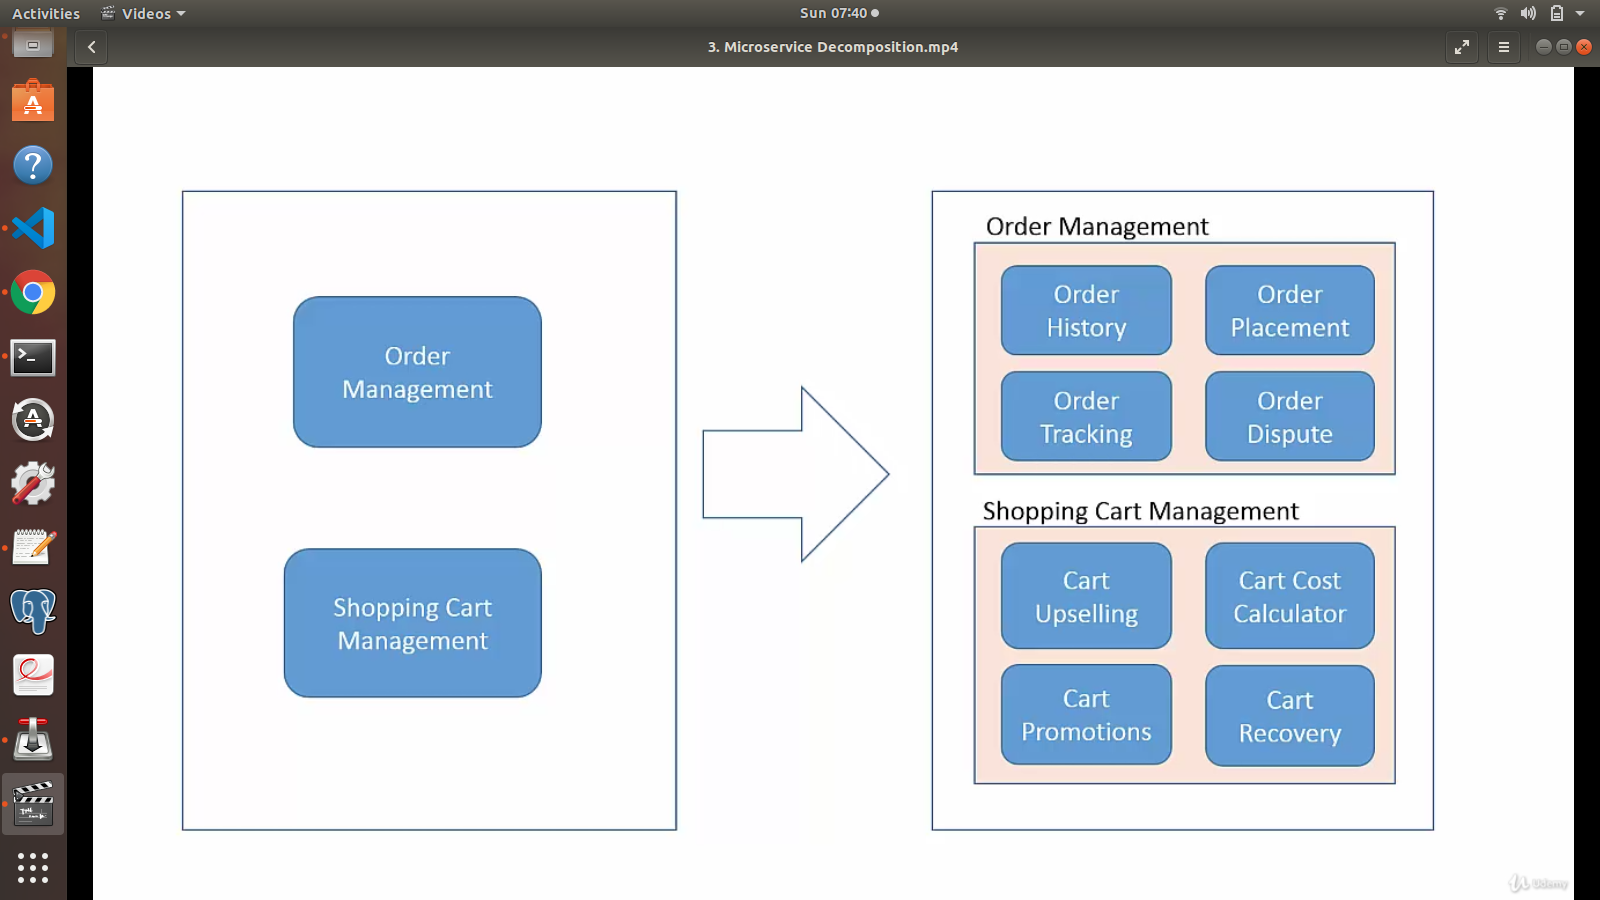 Activities
Videos
Sun 07:40
3. Microservice Decomposition.mp4
Order
Management
Shopping Cart
Management
Order Management
Order
History
Order
Placement
Order
Tracking
Order
Dispute
Shopping Cart Management
Cart
Upselling
Cart Cost
Calculator
Cart
Promotions
Cart
Recovery
Udemy